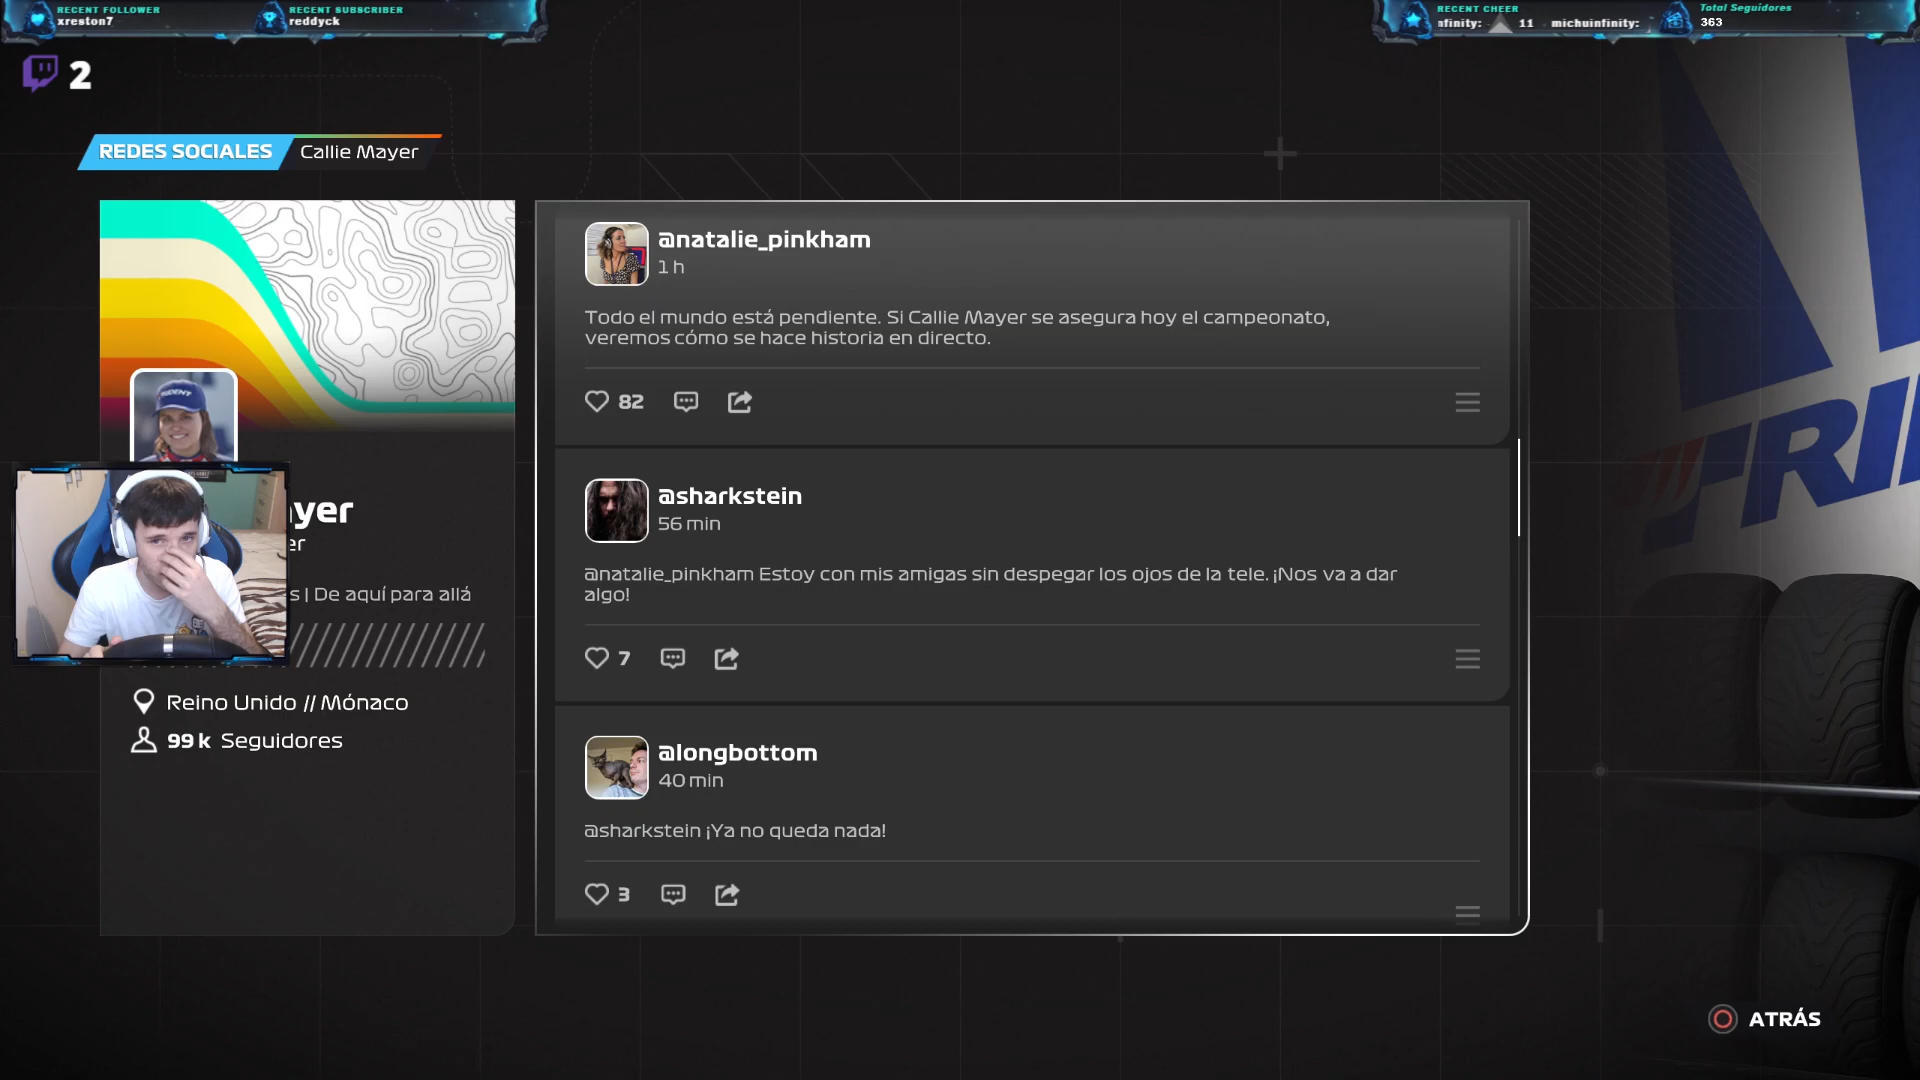 RECENT FOLLOWER
xreston7
RECENT SUBSCRIBER
reddyck
RECENT CHEER
nfinity: 11 michuinfinity:
Total Seguidores
363
2
REDES SOCIALES
Callie Mayer
@natalie_pinkham
1 h
Todo el mundo está pendiente. Si Callie Mayer se asegura hoy el campeonato,
veremos cómo se hace historia en directo.
82
@sharkstein
56 min
@natalie_pinkham Estoy con mis amigas sin despegar los ojos de la tele. ¡Nos va a dar
algo!
7
@longbottom
40 min
@sharkstein ¡Ya no queda nada!
3
yer
er
s | De aquí para allá
Reino Unido // Mónaco
99 k Seguidores
TRI
ATRÁS